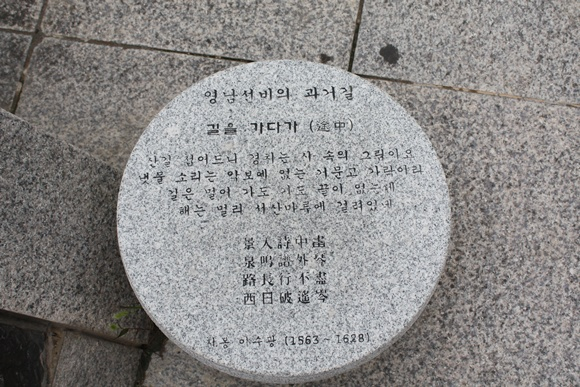 영남선비의 과거길
길을 가다가 (途中)
산길 접어드니 경치는 시 속의 그림이요
냇물 소리는 악보에 없는 거문고 가락이라
길은 멀어 가도 가도 끝이 없는데
해는 멀리 서산마루에 걸려있네
景入詩中畵
泉鳴譜外琴
路長行不盡
西日破遙岑
지봉 이수광 (1563~1628)